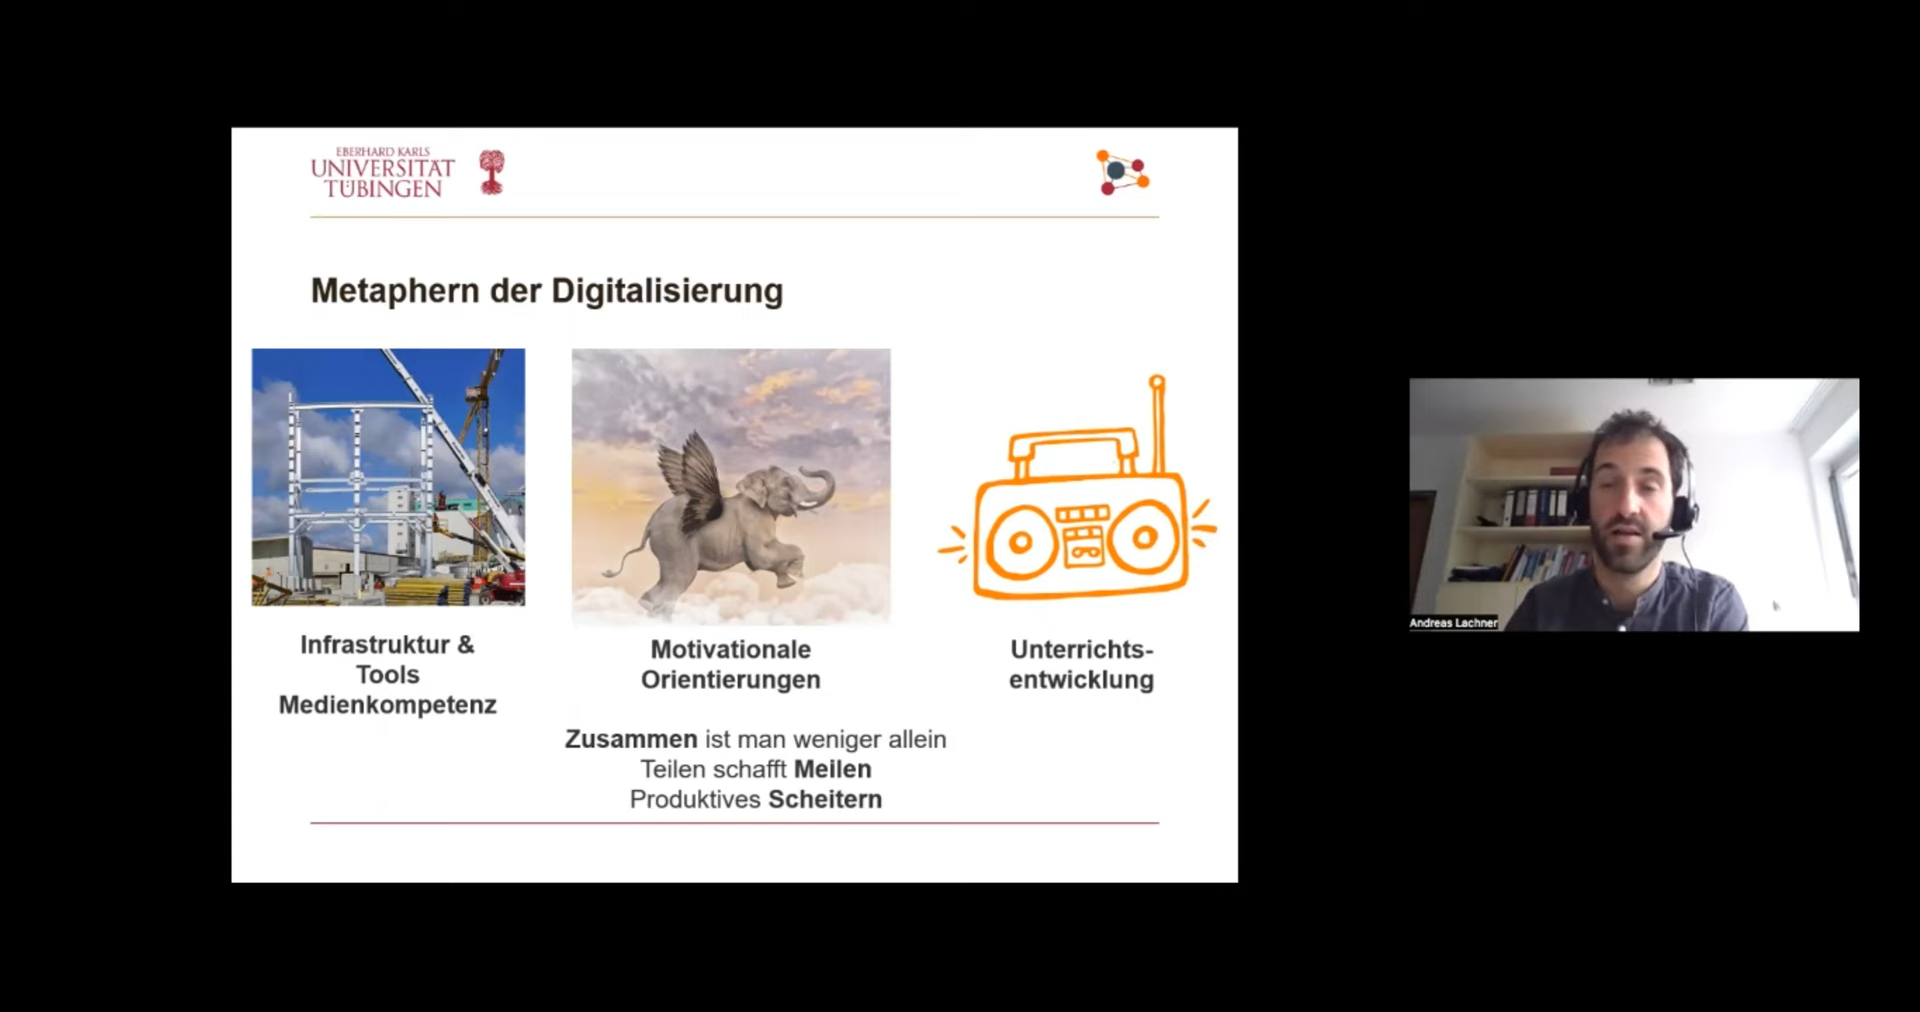 EBERHARD KARLS
UNIVERSITÄT
TÜBINGEN
Metaphern der Digitalisierung
Infrastruktur &
Tools
Medienkompetenz
Motivationale
Orientierungen
Unterrichts-
entwicklung
Zusammen ist man weniger allein
Teilen schafft Meilen
Produktives Scheitern
Andreas Lachner